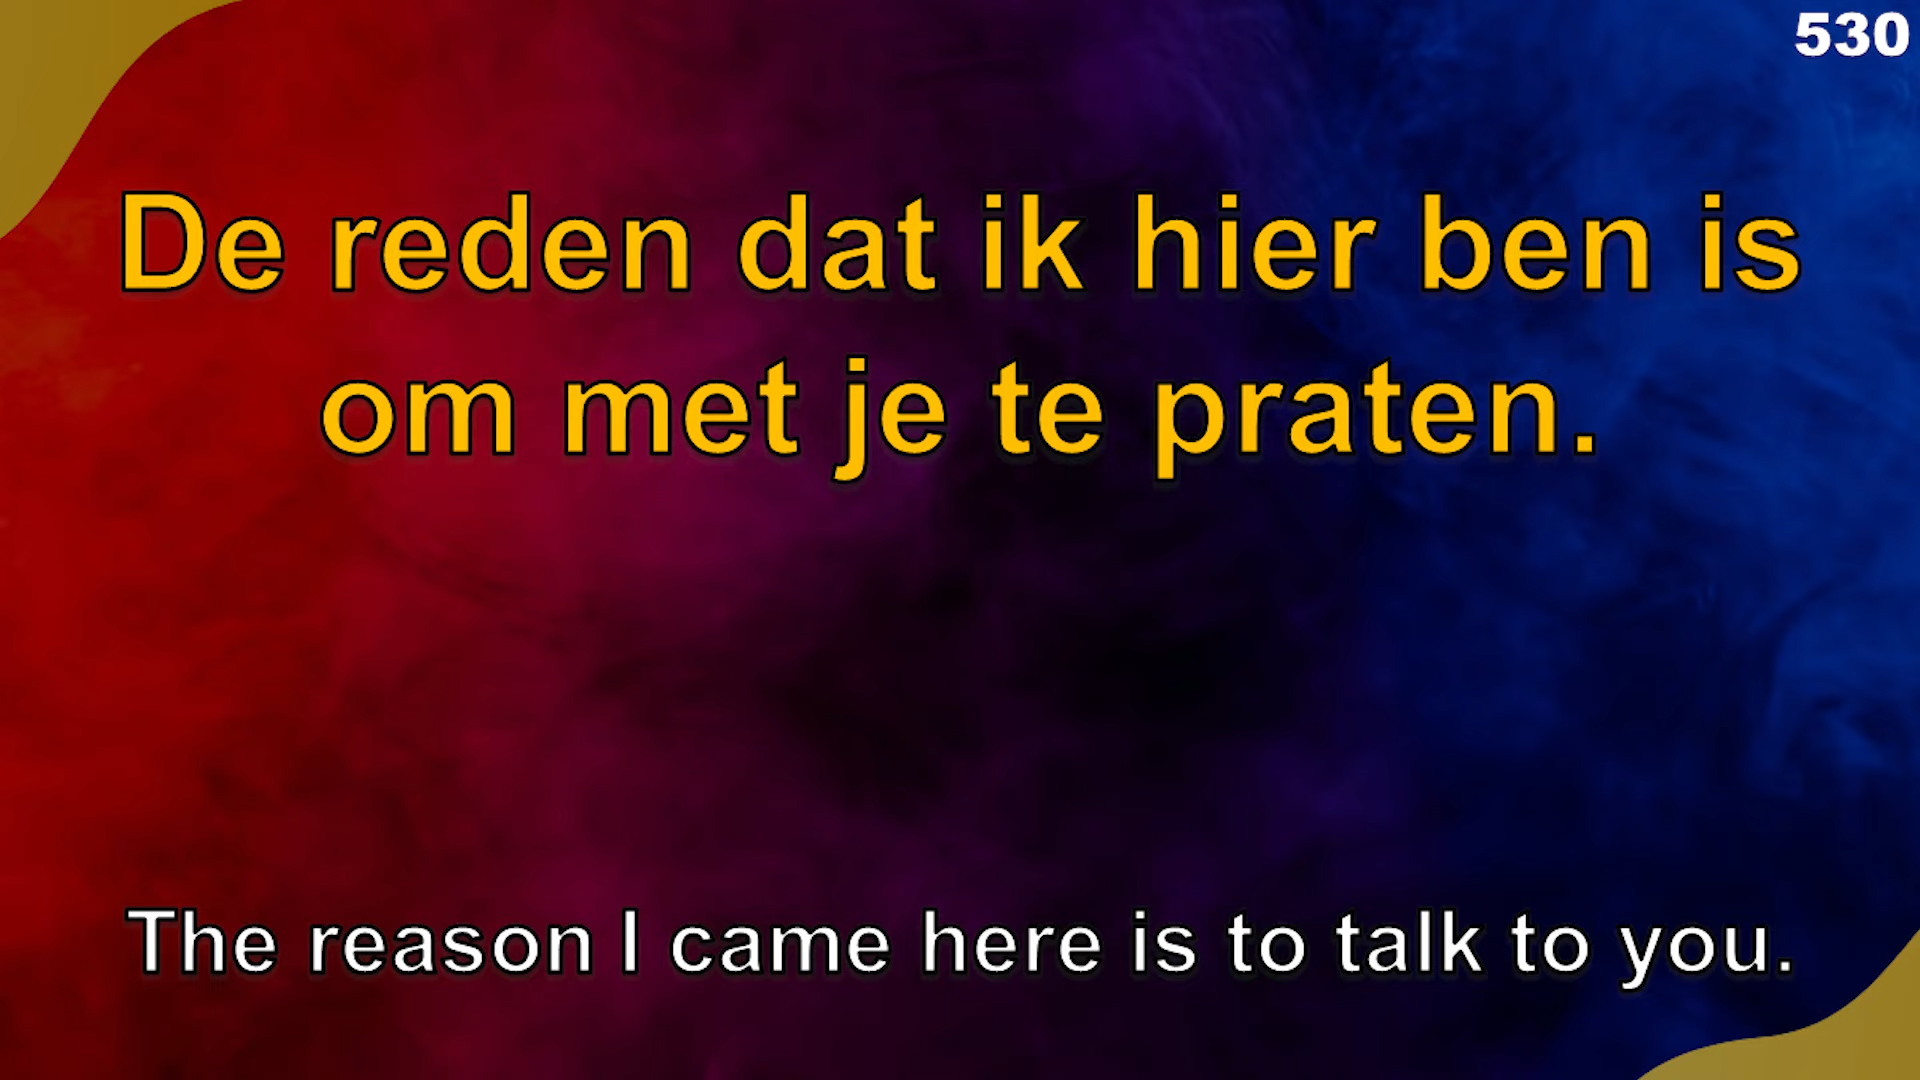 530
De reden dat ik hier ben is
om met je te praten.
The reason I came here is to talk to you.